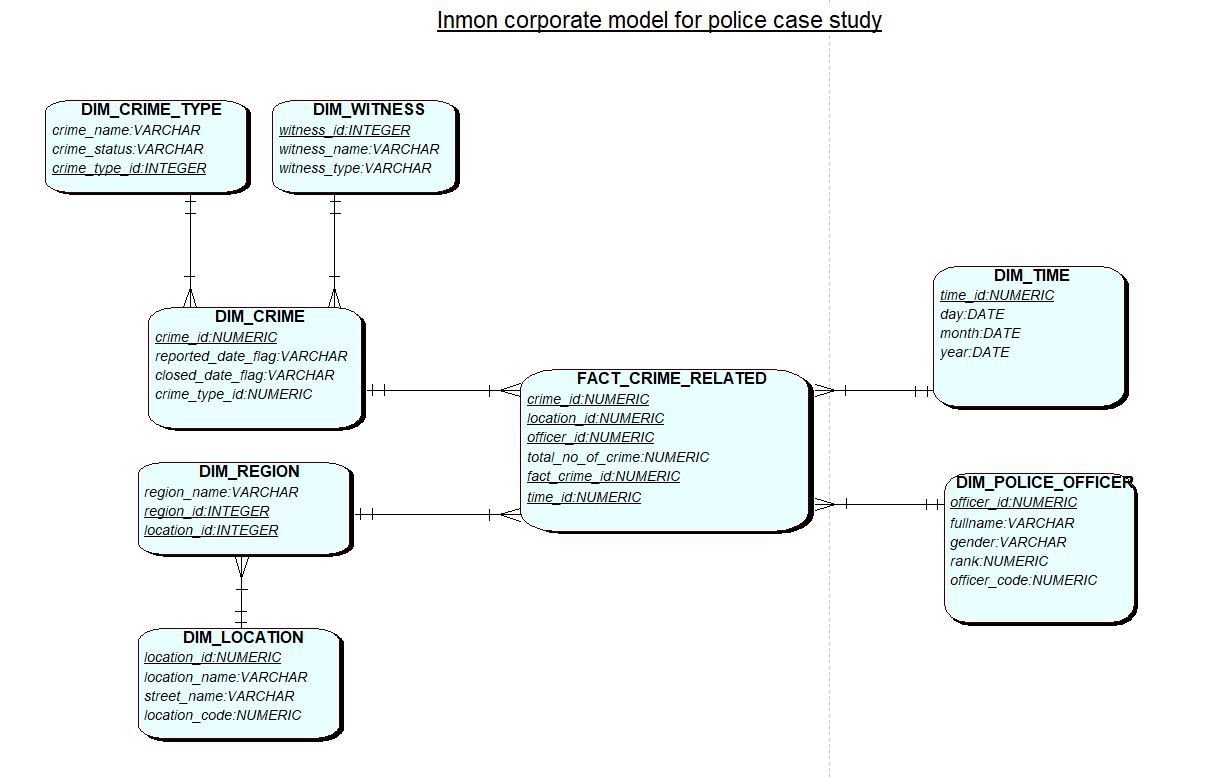 Inmon corporate model for police case study
DIM_CRIME_TYPE
crime_name:VARCHAR
crime_status:VARCHAR
crime_type_id:INTEGER
DIM_WITNESS
witness_id:INTEGER
witness_name:VARCHAR
witness_type:VARCHAR
DIM_CRIME
crime_id:NUMERIC
reported_date_flag:VARCHAR
closed_date_flag:VARCHAR
crime_type_id:NUMERIC
DIM_REGION
region_name:VARCHAR
region_id:INTEGER
location_id:INTEGER
DIM_LOCATION
location_id:NUMERIC
location_name:VARCHAR
street_name:VARCHAR
location_code:NUMERIC
FACT_CRIME_RELATED
crime_id:NUMERIC
location_id:NUMERIC
officer_id:NUMERIC
total_no_of_crime:NUMERIC
fact_crime_id:NUMERIC
time_id:NUMERIC
DIM_TIME
time_id:NUMERIC
day:DATE
month:DATE
year:DATE
DIM_POLICE_OFFICER
officer_id:NUMERIC
fullname:VARCHAR
gender:VARCHAR
rank:NUMERIC
officer_code:NUMERIC